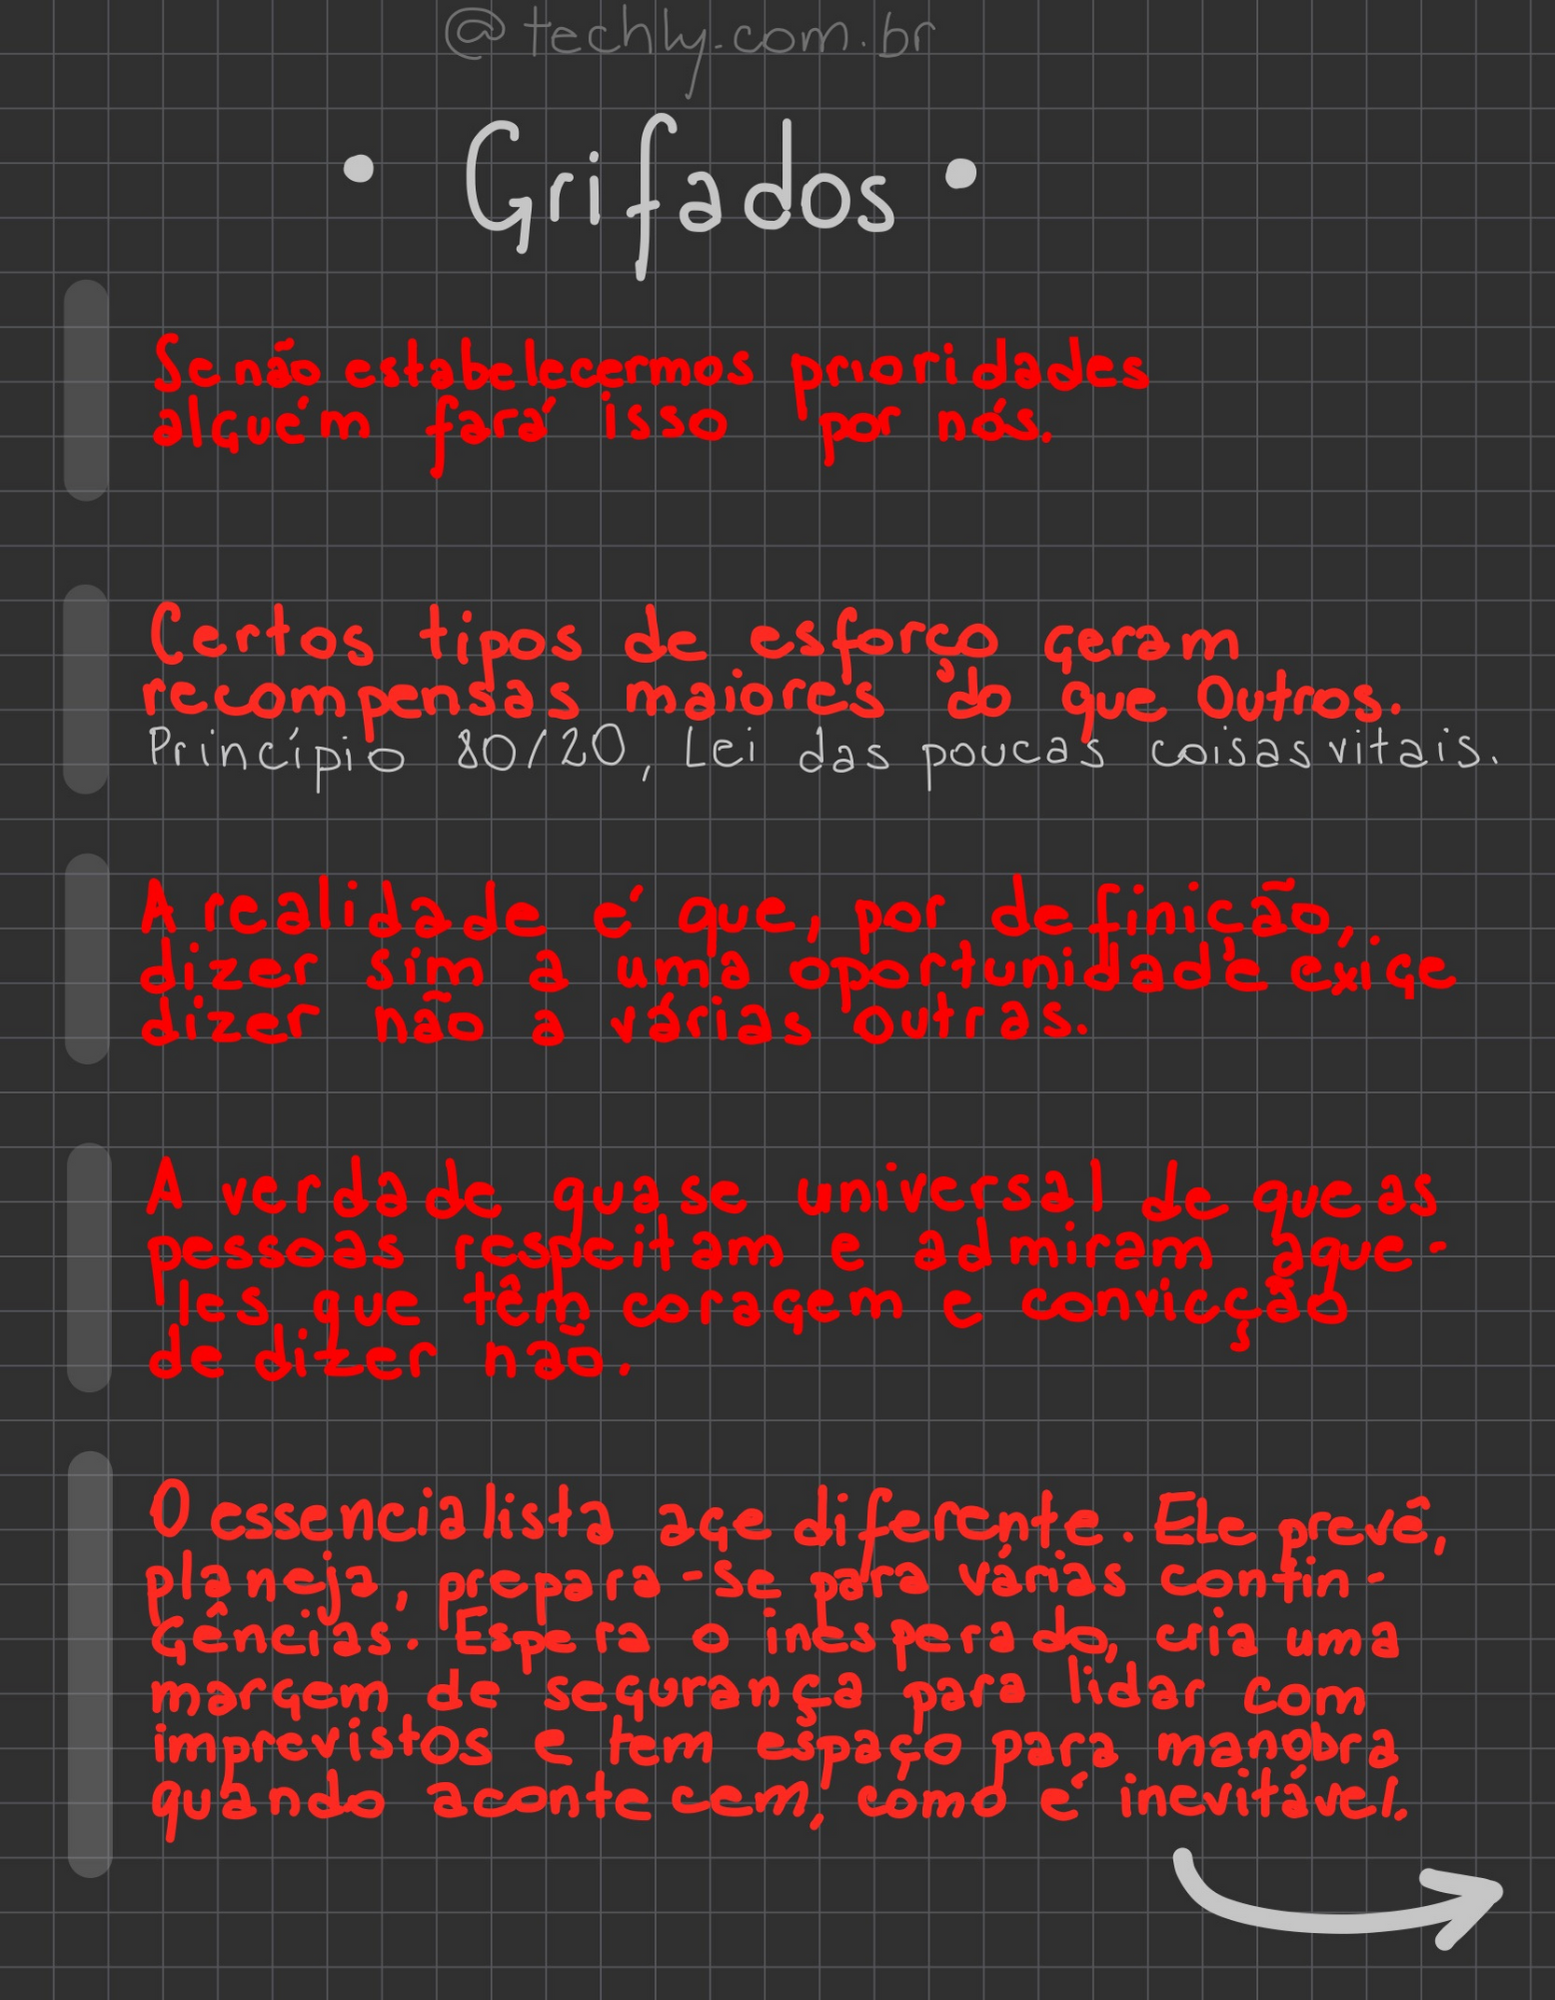 @techly.com.br
• Grifados •
Se não estabelecermos prioridades
alguém fará isso por nós.
Certos tipos de esforço geram
recompensas maiores do que outros.
Princípio 80/20, Lei das poucas coisas vitais.
A realidade é que, por definição,
dizer sim a uma oportunidade exige
dizer não a várias outras.
A verdade quase universal de que as
pessoas respeitam e admiram aque-
les que têm coragem e convicção
de dizer não.
O essencialista age diferente. Ele prevê,
planeja, prepara-se para várias contin-
gências. Espera o inesperado, cria uma
margem de segurança para lidar com
imprevistos e tem espaço para manobra
quando acontecem, como é inevitável.